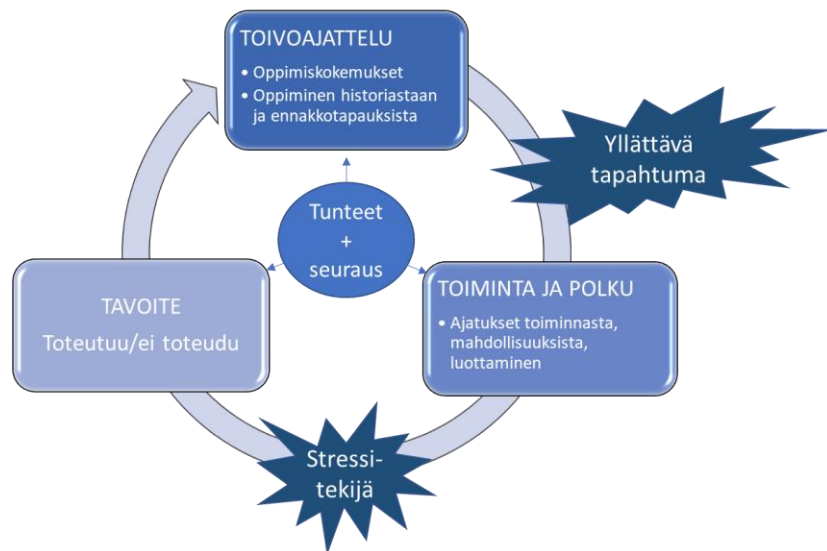 TOIVOAJATTELU
• Oppimiskokemukset
• Oppiminen historiastaan
ja ennakkotapauksista
Yllättävä
tapahtuma
Tunteet
+
seuraus
TOIMINTA JA POLKU
• Ajatukset toiminnasta,
mahdollisuuksista,
luottaminen
TAVOITE
Toteutuu/ei toteudu
Stressi-
tekijä